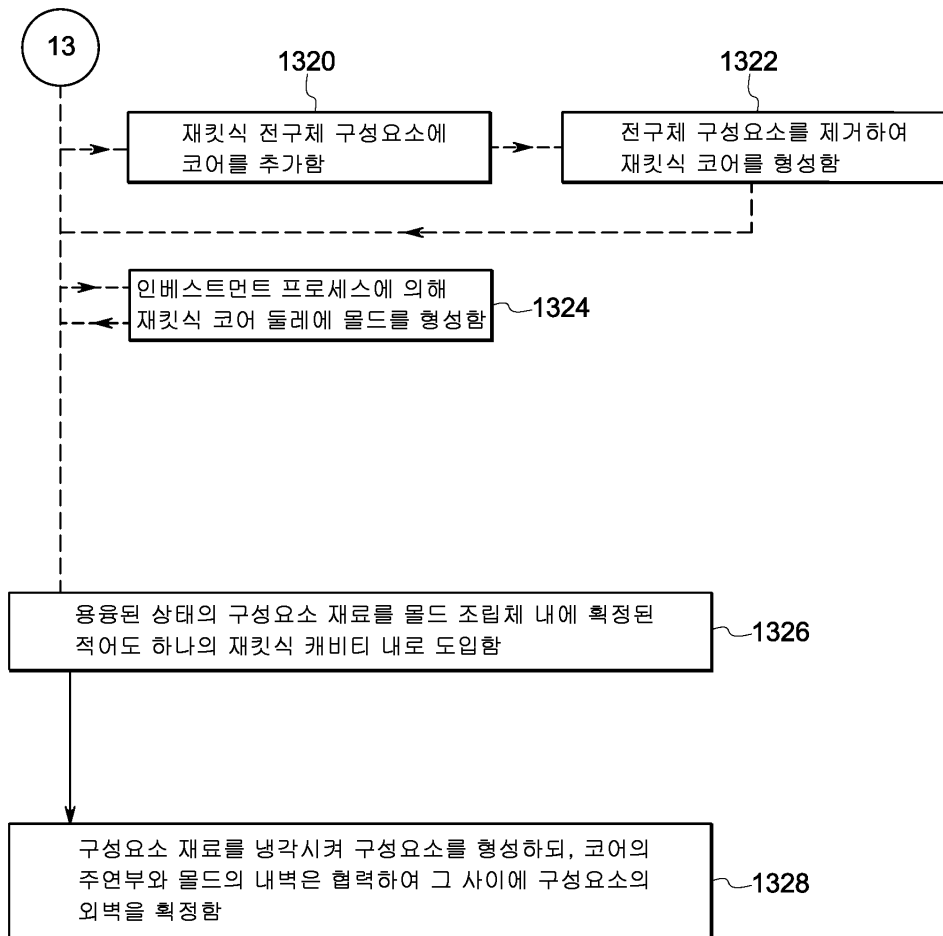 13
1320
1322
재킷식 전구체 구성요소에
코어를 추가함
전구체 구성요소를 제거하여
재킷식 코어를 형성함
인베스트먼트 프로세스에 의해
재킷식 코어 둘레에 몰드를 형성함
1324
용융된 상태의 구성요소 재료를 몰드 조립체 내에 획정된
적어도 하나의 재킷식 캐비티 내로 도입함
1326
구성요소 재료를 냉각시켜 구성요소를 형성하되, 코어의
주연부와 몰드의 내벽은 협력하여 그 사이에 구성요소의
외벽을 획정함
1328